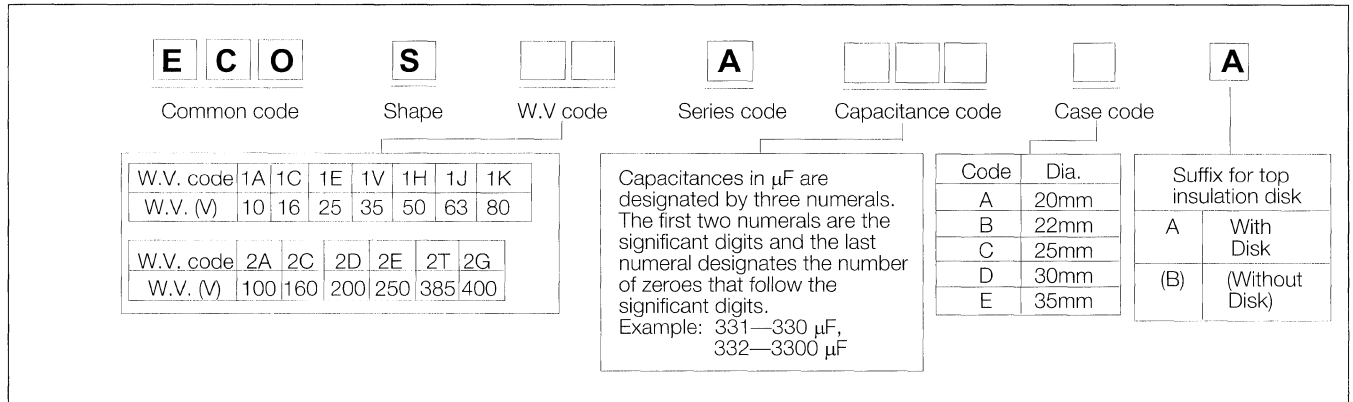 E C O S A A
Common code Shape W.V code Series code Capacitance code Case code
W.V. code 1A 1C 1E 1V 1H 1J 1K
W.V. (V) 10 16 25 35 50 63 80
W.V. code 2A 2C 2D 2E 2T 2G
W.V. (V) 100 160 200 250 385 400
Capacitances in µF are
designated by three numerals.
The first two numerals are the
significant digits and the last
numeral designates the number
of zeroes that follow the
significant digits.
Example: 331—330 µF,
332—3300 µF
Code Dia.
A 20mm
B 22mm
C 25mm
D 30mm
E 35mm
Suffix for top
insulation disk
A With
Disk
(B) (Without
Disk)